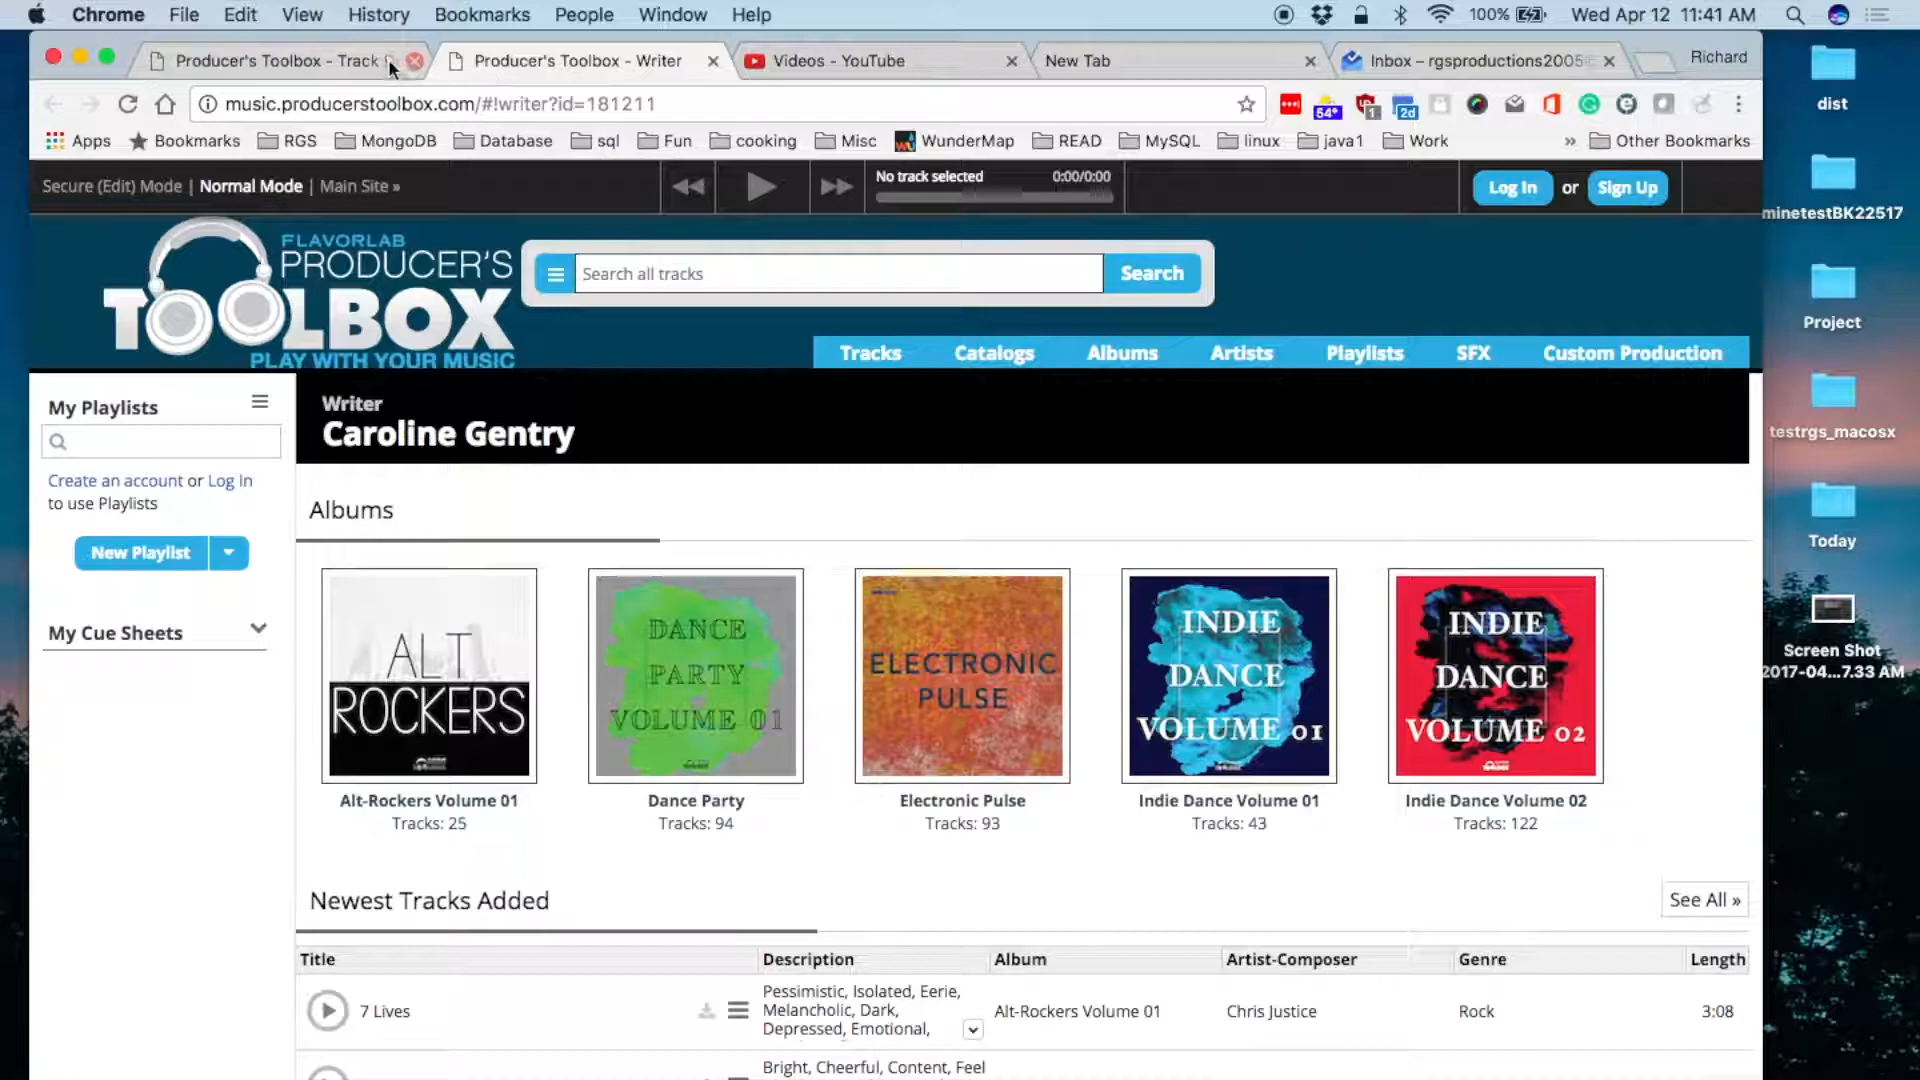 Chrome File Edit View History Bookmarks People Window Help 100% Wed Apr 12 11:41 AM
Producer's Toolbox - Track Producer's Toolbox - Writer Videos - YouTube New Tab Inbox – rgsproductions2005 Richard
music.producerstoolbox.com/#!writer?id=181211 54* 1 2d
Apps Bookmarks RGS MongoDB Database sql Fun cooking Misc WunderMap READ MySQL linux java1 Work » Other Bookmarks
Secure (Edit) Mode | Normal Mode | Main Site » No track selected 0:00/0:00 Log In or Sign Up
FLAVORLAB
PRODUCER'S
TOOLBOX
PLAY WITH YOUR MUSIC
Search all tracks Search
Tracks Catalogs Albums Artists Playlists SFX Custom Production
My Playlists
Create an account or Log In
to use Playlists
New Playlist
My Cue Sheets
Writer
Caroline Gentry
Albums
ALT
ROCKERS
DANCE
PARTY
VOLUME 01
ELECTRONIC
PULSE
INDIE
DANCE
VOLUME 01
INDIE
DANCE
VOLUME 02
Alt-Rockers Volume 01
Tracks: 25
Dance Party
Tracks: 94
Electronic Pulse
Tracks: 93
Indie Dance Volume 01
Tracks: 43
Indie Dance Volume 02
Tracks: 122
Newest Tracks Added See All »
Title Description Album Artist-Composer Genre Length
7 Lives Pessimistic, Isolated, Eerie, Alt-Rockers Volume 01 Chris Justice Rock 3:08
Melancholic, Dark,
Depressed, Emotional,
Bright, Cheerful, Content, Feel
dist
minetestBK22517
Project
testrgs_macosx
Today
Screen Shot
2017-04...7.33 AM